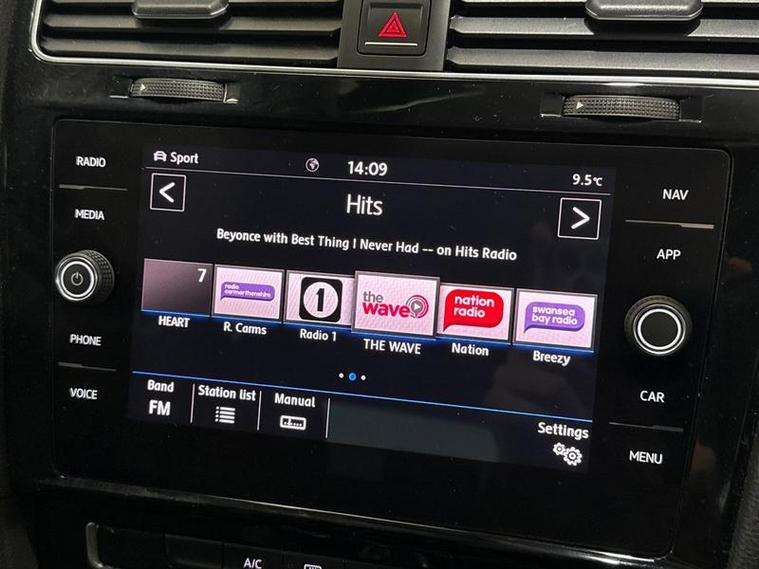 RADIO
MEDIA
PHONE
VOICE
Sport
14:09
9.5°C
Hits
Beyonce with Best Thing I Never Had -- on Hits Radio
7
HEART
radio carmarthenshire
R. Carms
1
Radio 1
the
wave
THE WAVE
nation
radio
Nation
swansea
bay radio
Breezy
Band
FM
Station list
Manual
Settings
NAV
APP
CAR
MENU
A/C